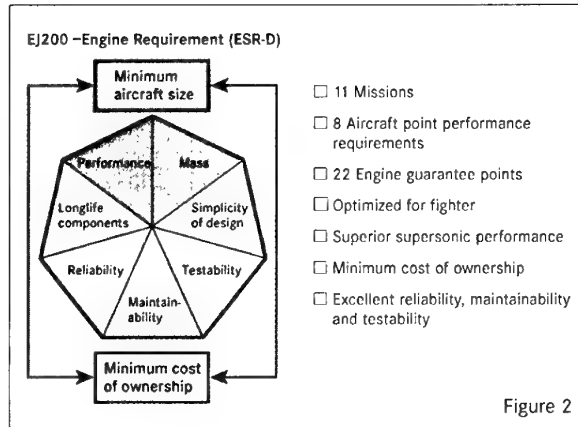 EJ200 –Engine Requirement (ESR-D)
Minimum
aircraft size
Performance
Mass
Longlife
components
Simplicity
of design
Reliability
Testability
Maintain-
ability
Minimum cost
of ownership
☐ 11 Missions
☐ 8 Aircraft point performance
requirements
☐ 22 Engine guarantee points
☐ Optimized for fighter
☐ Superior supersonic performance
☐ Minimum cost of ownership
☐ Excellent reliability, maintainability
and testability
Figure 2